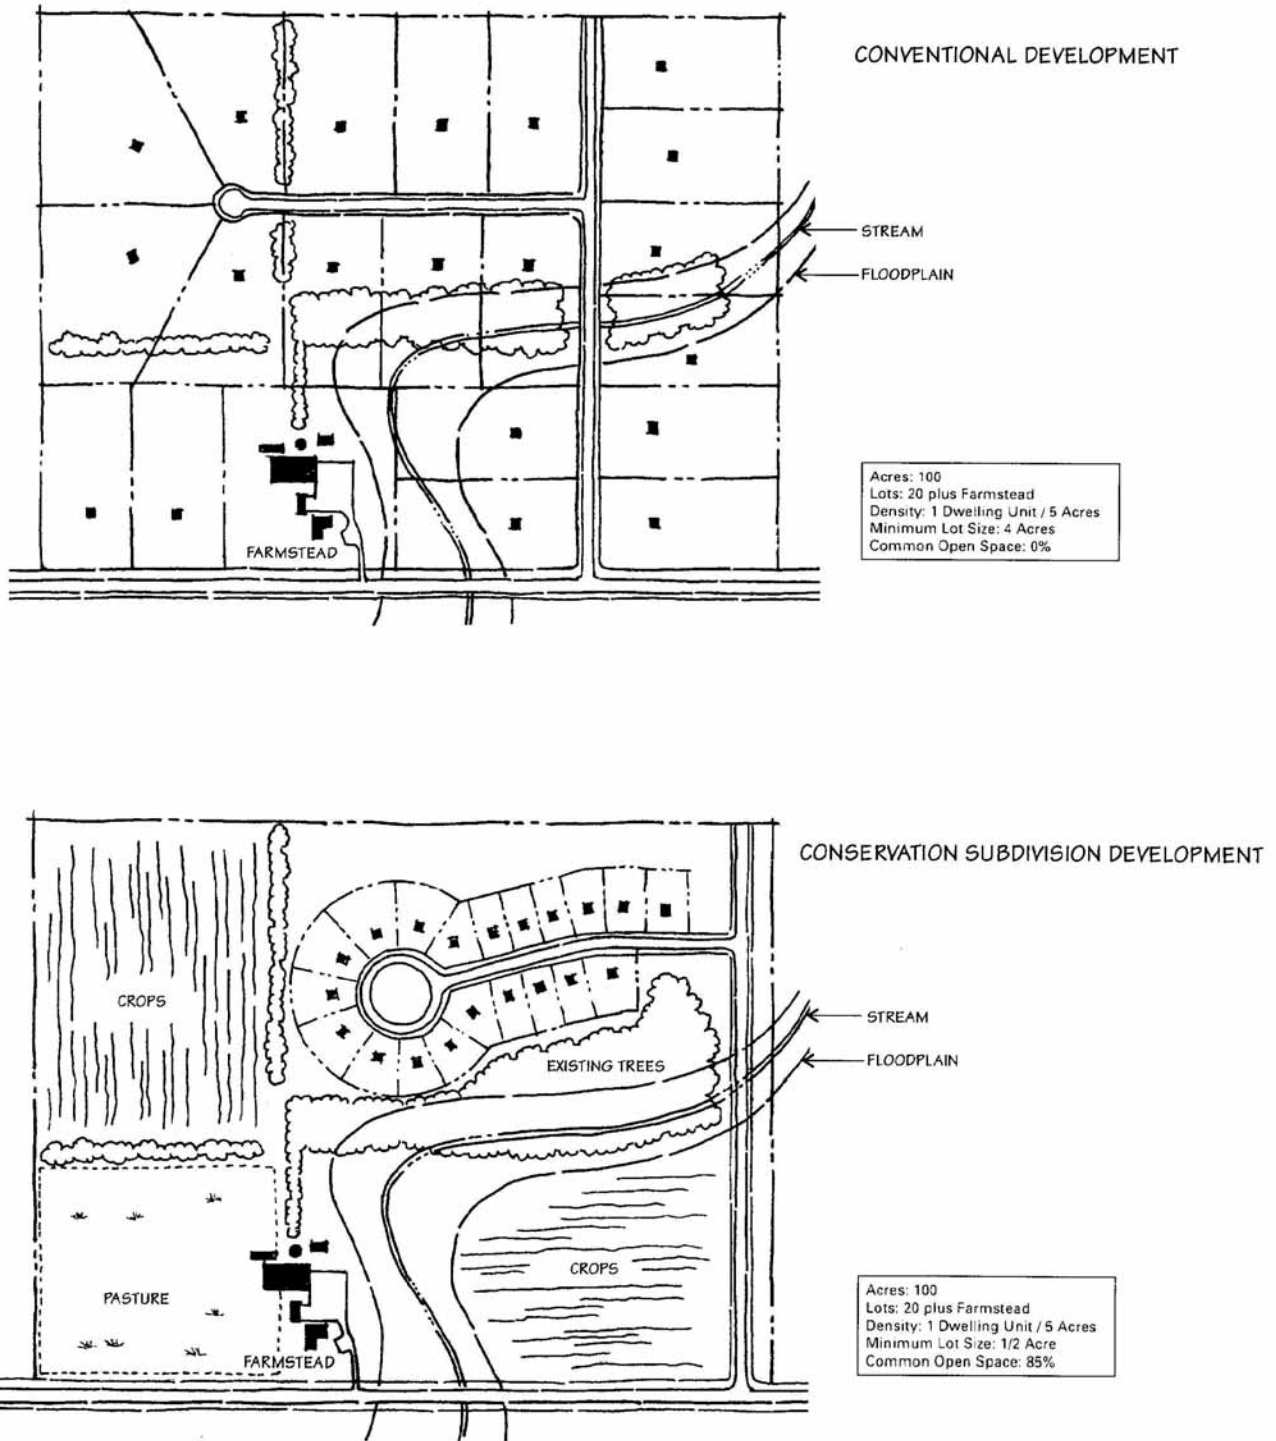 CONVENTIONAL DEVELOPMENT
STREAM
FLOODPLAIN
Acres: 100
Lots: 20 plus Farmstead
Density: 1 Dwelling Unit / 5 Acres
Minimum Lot Size: 4 Acres
Common Open Space: 0%
FARMSTEAD
CONSERVATION SUBDIVISION DEVELOPMENT
CROPS
STREAM
EXISTING TREES
FLOODPLAIN
CROPS
PASTURE
Acres: 100
Lots: 20 plus Farmstead
Density: 1 Dwelling Unit / 5 Acres
Minimum Lot Size: 1/2 Acre
Common Open Space: 85%
FARMSTEAD